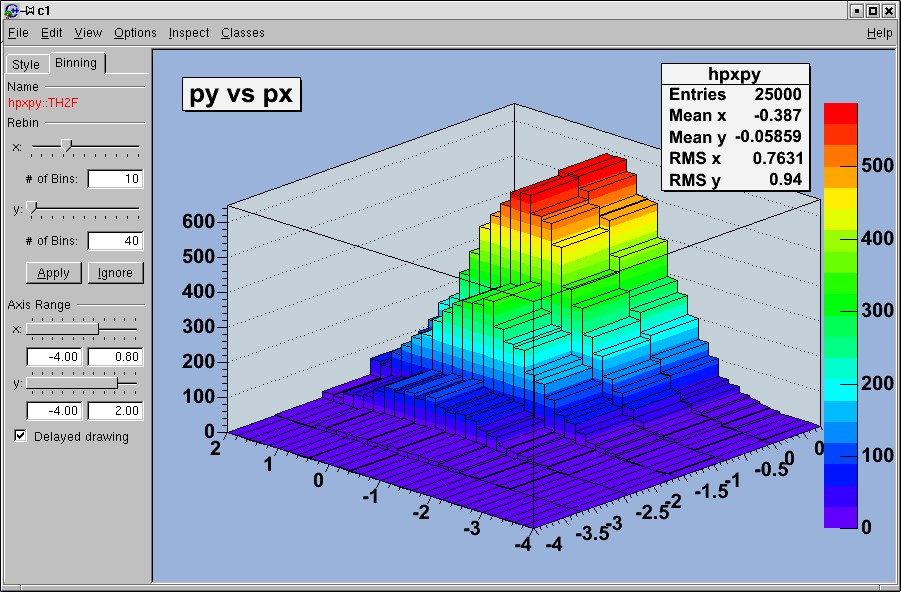 c1
File Edit View Options Inspect Classes Help
Style Binning
Name
hpxpy::TH2F
Rebin
x:
# of Bins: 10
y:
# of Bins: 40
Apply Ignore
Axis Range
x:
-4.00 0.80
y:
-4.00 2.00
Delayed drawing
py vs px
hpxpy
Entries 25000
Mean x -0.387
Mean y -0.05859
RMS x 0.7631
RMS y 0.94
600
500
400
300
200
100
0
2 1 0 -1 -2 -3 -4
-4 -3.5 -3 -2.5 -2 -1.5 -1 -0.5 0 0
500
400
300
200
100
0